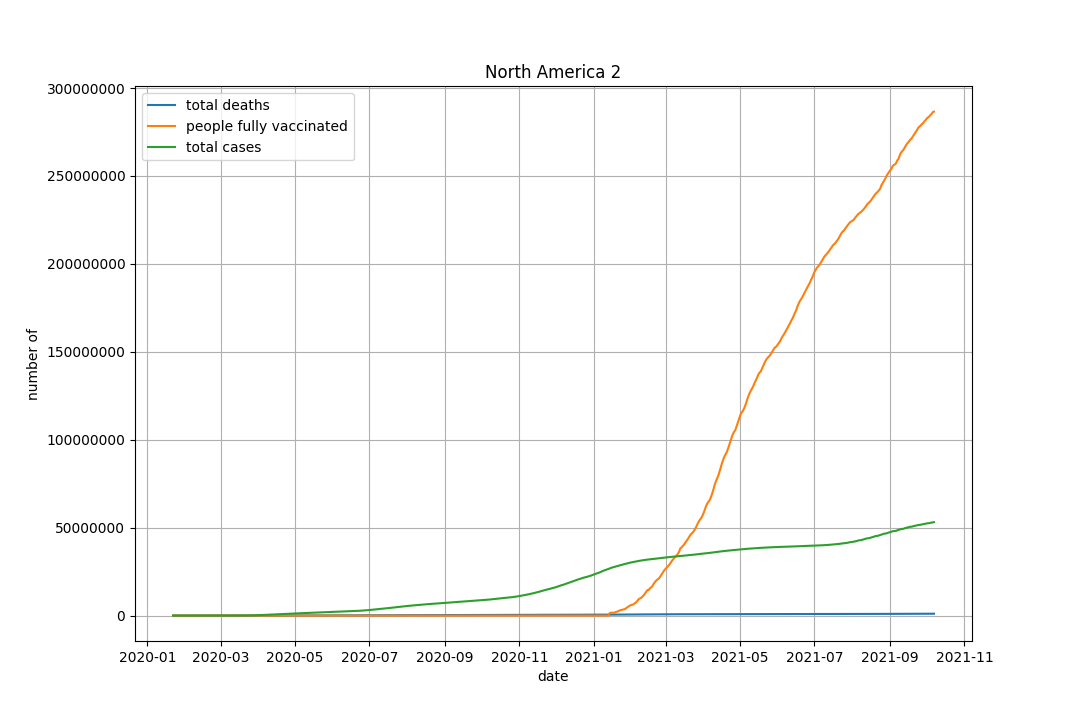 North America 2
300000000
250000000
200000000
150000000
100000000
50000000
0
number of
total deaths
people fully vaccinated
total cases
2020-01 2020-03 2020-05 2020-07 2020-09 2020-11 2021-01 2021-03 2021-05 2021-07 2021-09 2021-11
date